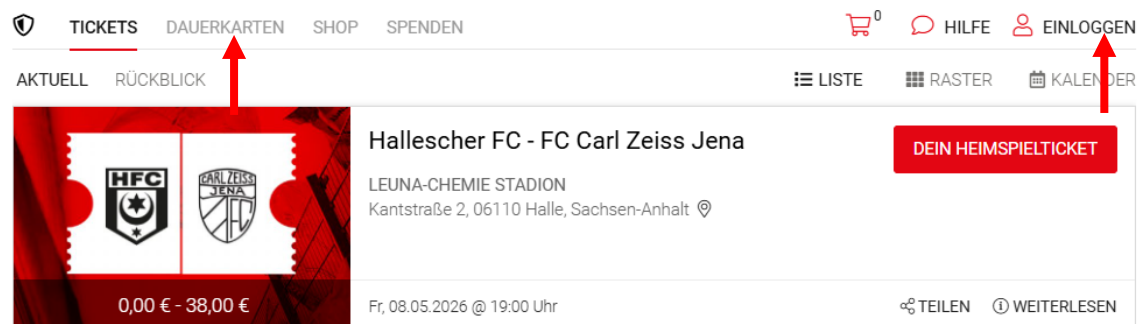 TICKETS DAUERKARTEN SHOP SPENDEN 0 HILFE EINLOGGEN
AKTUELL RÜCKBLICK LISTE RASTER KALENDER
Hallescher FC - FC Carl Zeiss Jena
DEIN HEIMSPIELTICKET
HFC
CARL ZEISS
JENA
FC
LEUNA-CHEMIE STADION
Kantstraße 2, 06110 Halle, Sachsen-Anhalt
0,00 € - 38,00 €
Fr, 08.05.2026 @ 19:00 Uhr
TEILEN WEITERLESEN